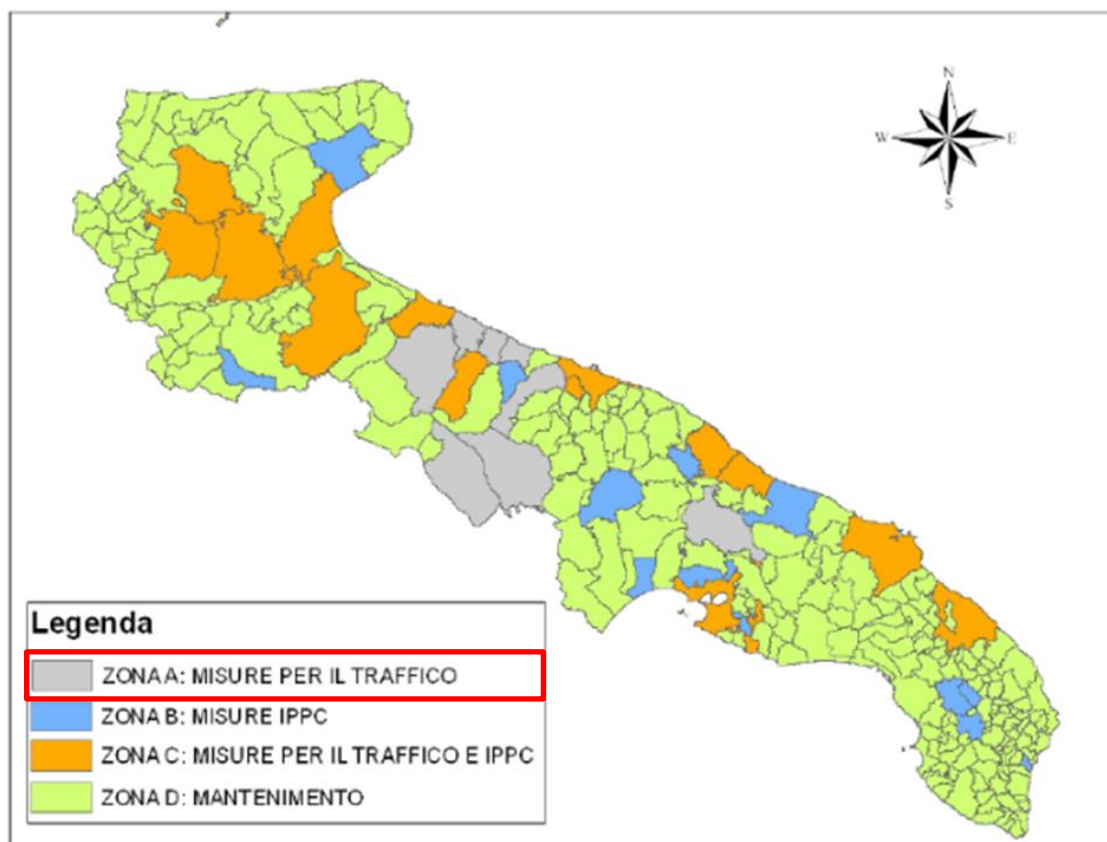 N
W E
S
Legenda
ZONA A: MISURE PER IL TRAFFICO
ZONA B: MISURE IPPC
ZONA C: MISURE PER IL TRAFFICO E IPPC
ZONA D: MANTENIMENTO